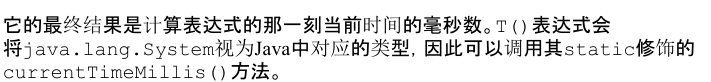 它的最终结果是计算表达式的那一刻当前时间的毫秒数。T()表达式会
将java.lang.System视为Java中对应的类型，因此可以调用其static修饰的
currentTimeMillis()方法。